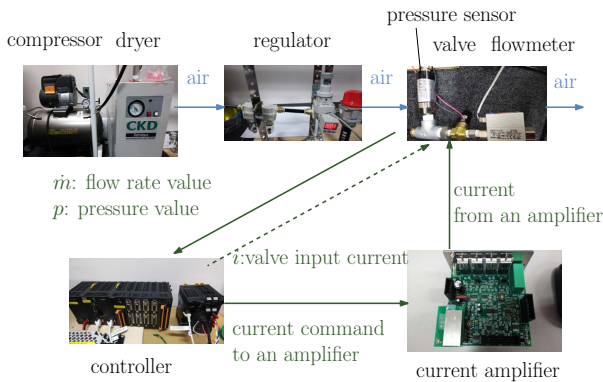 pressure sensor
compressor dryer
regulator
valve flowmeter
air
air
air
CKD
ṁ: flow rate value
p: pressure value
current
from an amplifier
i:valve input current
current command
to an amplifier
controller
current amplifier